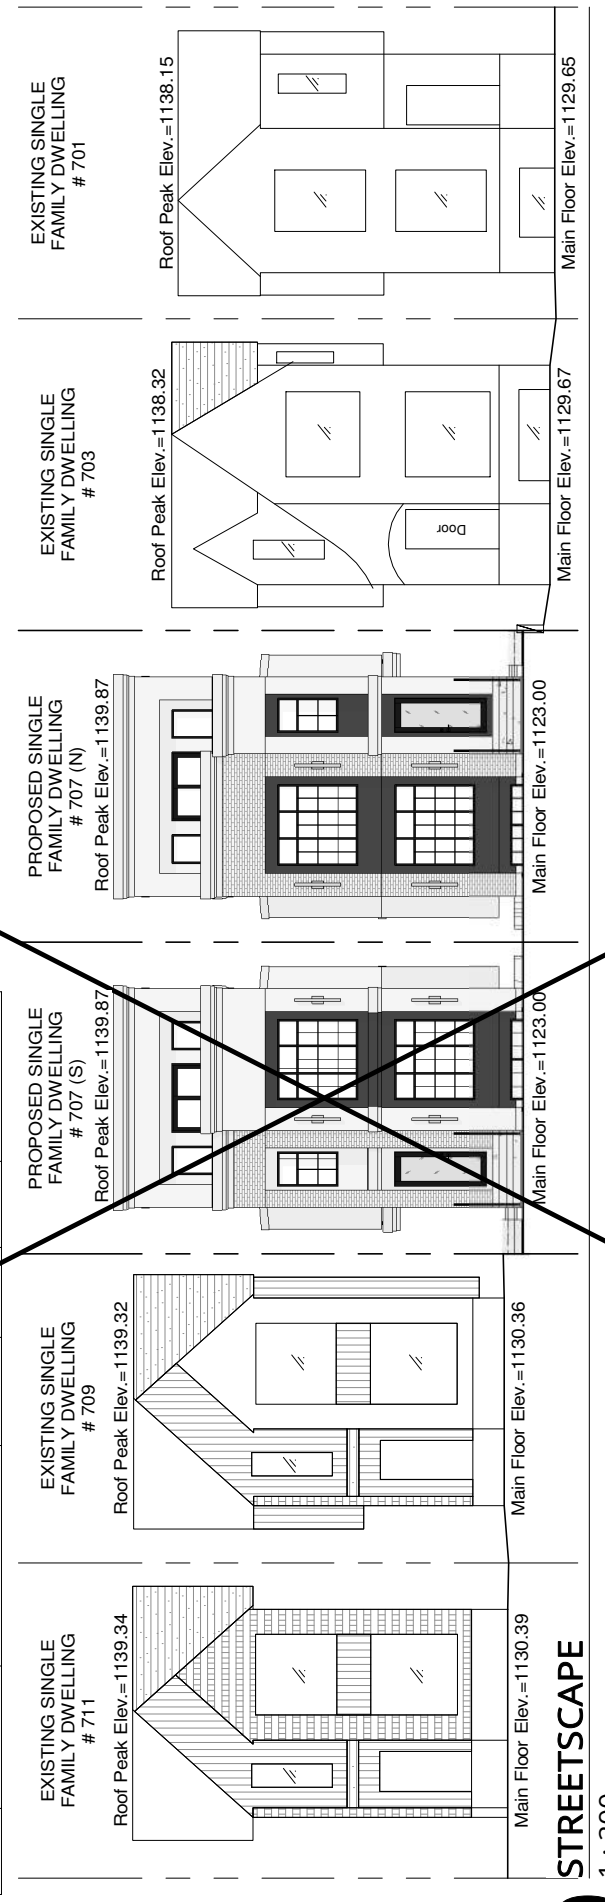 EXISTING SINGLE
FAMILY DWELLING
# 711
Roof Peak Elev.=1139.34
Main Floor Elev.=1130.39
EXISTING SINGLE
FAMILY DWELLING
# 709
Roof Peak Elev.=1139.32
Main Floor Elev.=1130.36
PROPOSED SINGLE
FAMILY DWELLING
# 707 (S)
Roof Peak Elev.=1139.87
Main Floor Elev.=1123.00
PROPOSED SINGLE
FAMILY DWELLING
# 707 (N)
Roof Peak Elev.=1139.87
Main Floor Elev.=1123.00
EXISTING SINGLE
FAMILY DWELLING
# 703
Roof Peak Elev.=1138.32
Door
Main Floor Elev.=1129.67
EXISTING SINGLE
FAMILY DWELLING
# 701
Roof Peak Elev.=1138.15
Main Floor Elev.=1129.65
STREETSCAPE
1 : 200